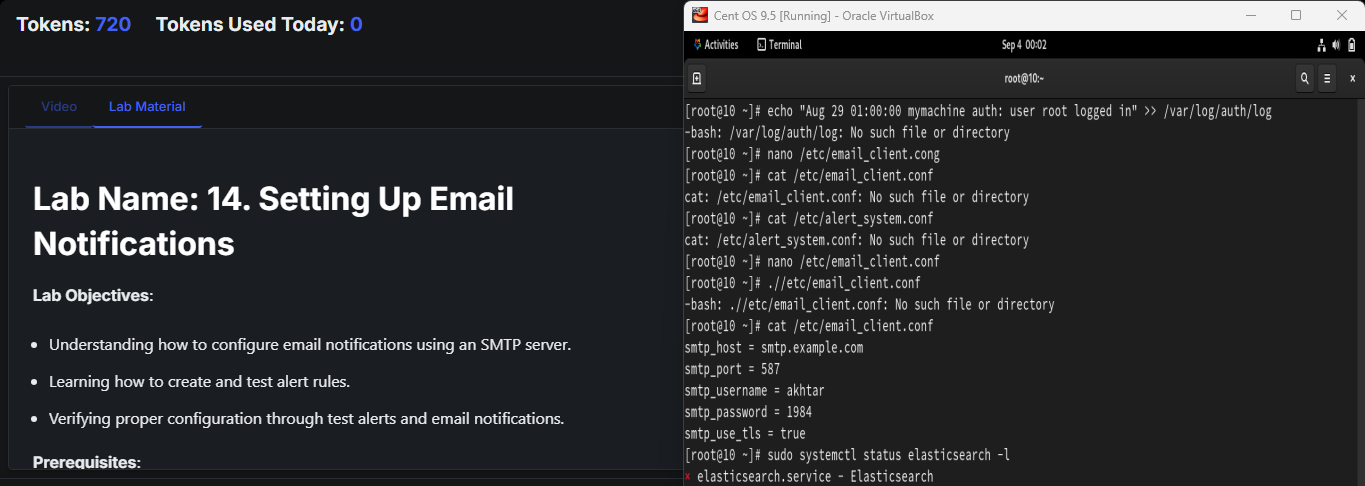 Tokens: 720 Tokens Used Today: 0
Video Lab Material
Lab Name: 14. Setting Up Email
Notifications
Lab Objectives:
• Understanding how to configure email notifications using an SMTP server.
• Learning how to create and test alert rules.
• Verifying proper configuration through test alerts and email notifications.
Prerequisites:
Cent OS 9.5 [Running] - Oracle VirtualBox
Activities Terminal Sep 4 00:02
root@10:~
[root@10 ~]# echo "Aug 29 01:00:00 mymachine auth: user root logged in" >> /var/log/auth/log
-bash: /var/log/auth/log: No such file or directory
[root@10 ~]# nano /etc/email_client.cong
[root@10 ~]# cat /etc/email_client.conf
cat: /etc/email_client.conf: No such file or directory
[root@10 ~]# cat /etc/alert_system.conf
cat: /etc/alert_system.conf: No such file or directory
[root@10 ~]# nano /etc/email_client.conf
[root@10 ~]# .//etc/email_client.conf
-bash: .//etc/email_client.conf: No such file or directory
[root@10 ~]# cat /etc/email_client.conf
smtp_host = smtp.example.com
smtp_port = 587
smtp_username = akhtar
smtp_password = 1984
smtp_use_tls = true
[root@10 ~]# sudo systemctl status elasticsearch -l
× elasticsearch.service - Elasticsearch